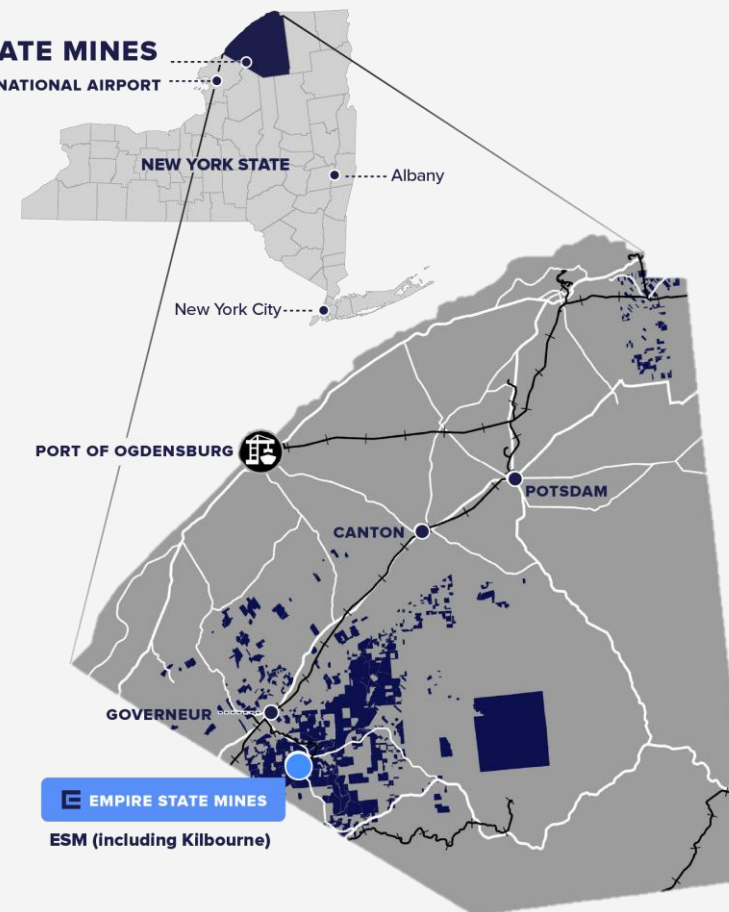 ATE MINES
NATIONAL AIRPORT
NEW YORK STATE
Albany
New York City
PORT OF OGDENSBURG
POTSDAM
CANTON
GOVERNEUR
EMPIRE STATE MINES
ESM (including Kilbourne)